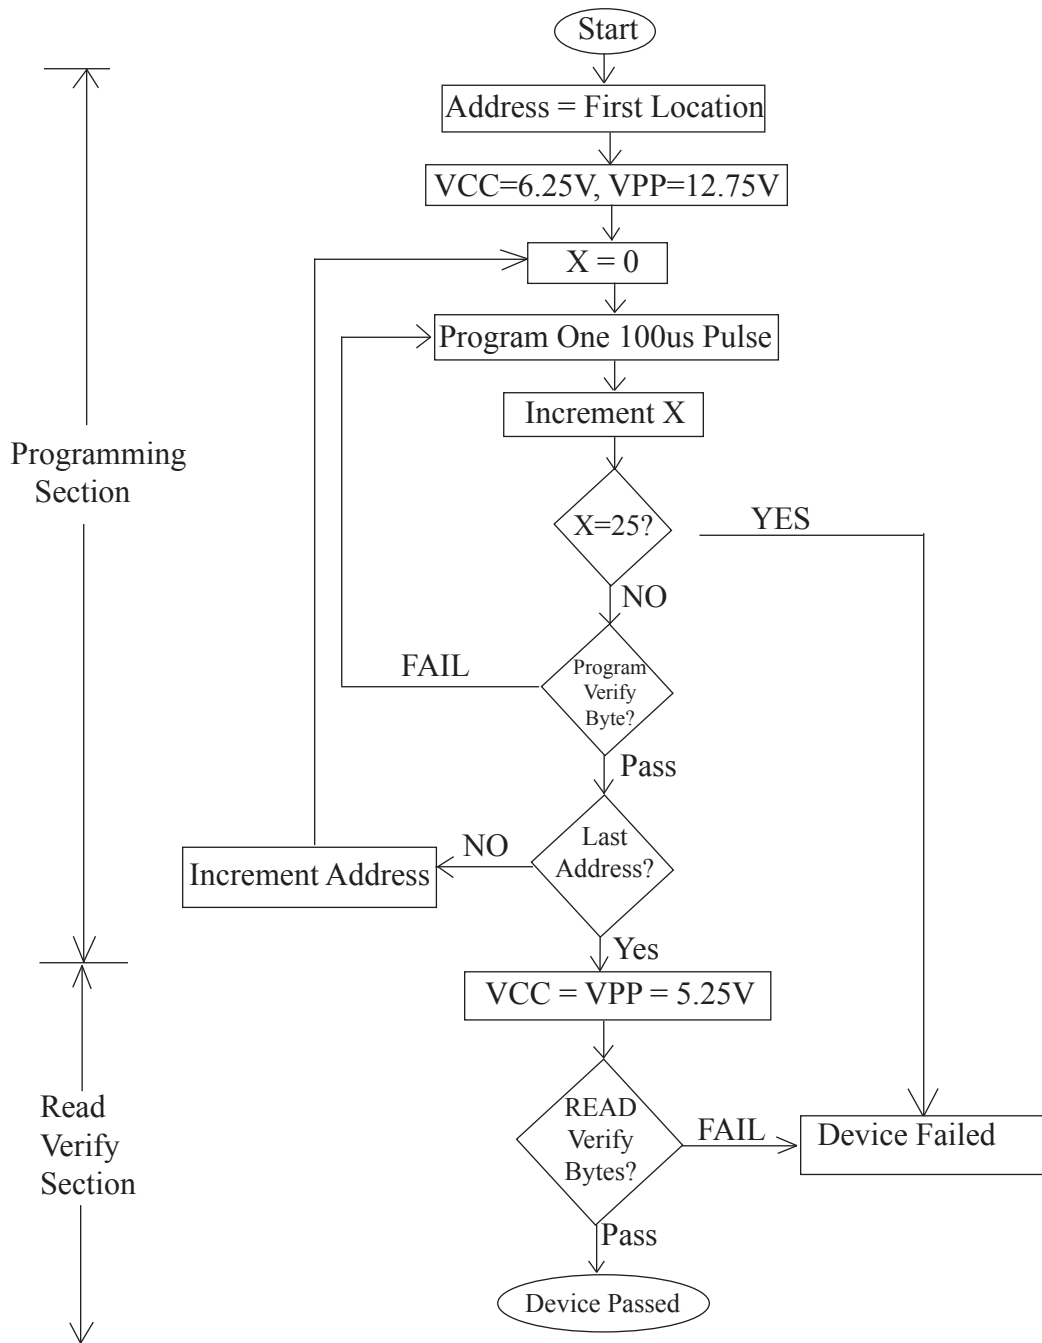 Start
Address = First Location
VCC=6.25V, VPP=12.75V
X = 0
Program One 100us Pulse
Increment X
Programming
Section
X=25?
YES
NO
FAIL
Program
Verify
Byte?
Pass
Last
Address?
NO
Increment Address
Yes
VCC = VPP = 5.25V
Read
Verify
Section
READ
Verify
Bytes?
FAIL
Device Failed
Pass
Device Passed